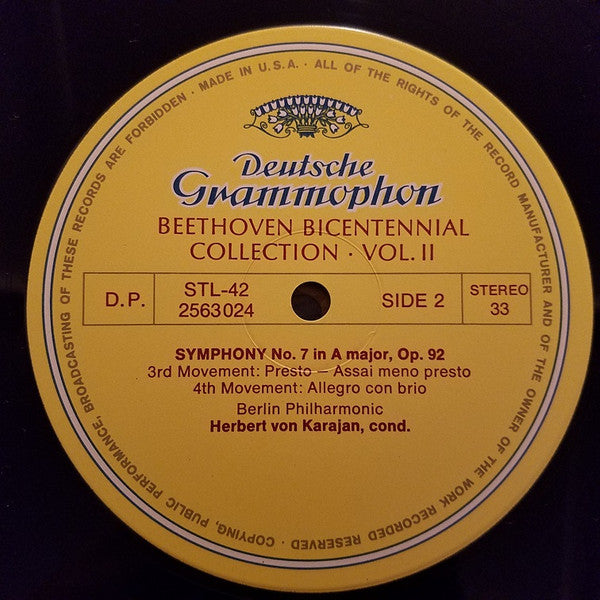 MADE IN U.S.A. · ALL OF THE RIGHTS OF THE RECORD MANUFACTURER AND OF THE OWNER OF THE WORK RECORDED RESERVED · COPYING, PUBLIC PERFORMANCE, BROADCASTING OF THESE RECORDS ARE FORBIDDEN ·
Deutsche
Grammophon
BEETHOVEN BICENTENNIAL
COLLECTION · VOL. II
D.P.
STL-42
2563 024
SIDE 2
STEREO
33
SYMPHONY No. 7 in A major, Op. 92
3rd Movement: Presto – Assai meno presto
4th Movement: Allegro con brio
Berlin Philharmonic
Herbert von Karajan, cond.